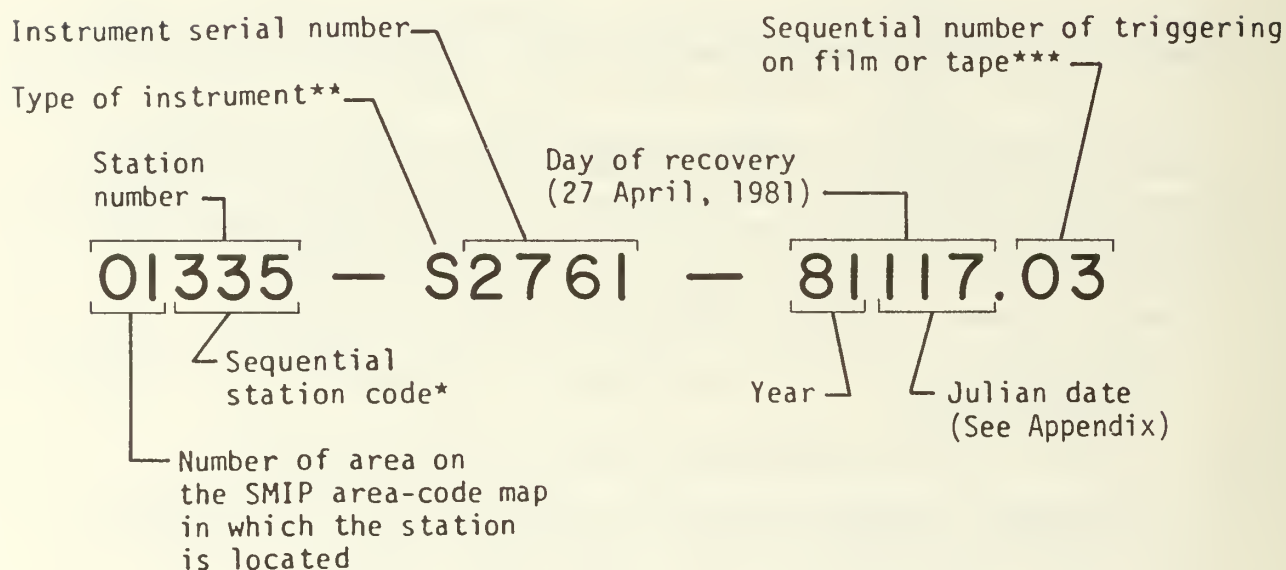 Instrument serial number
Sequential number of triggering
on film or tape***
Type of instrument**
Station
number
Day of recovery
(27 April, 1981)
01335 — S2761 — 81117.03
Sequential
station code*
Year
Julian date
(See Appendix)
Number of area on
the SMIP area-code map
in which the station
is located